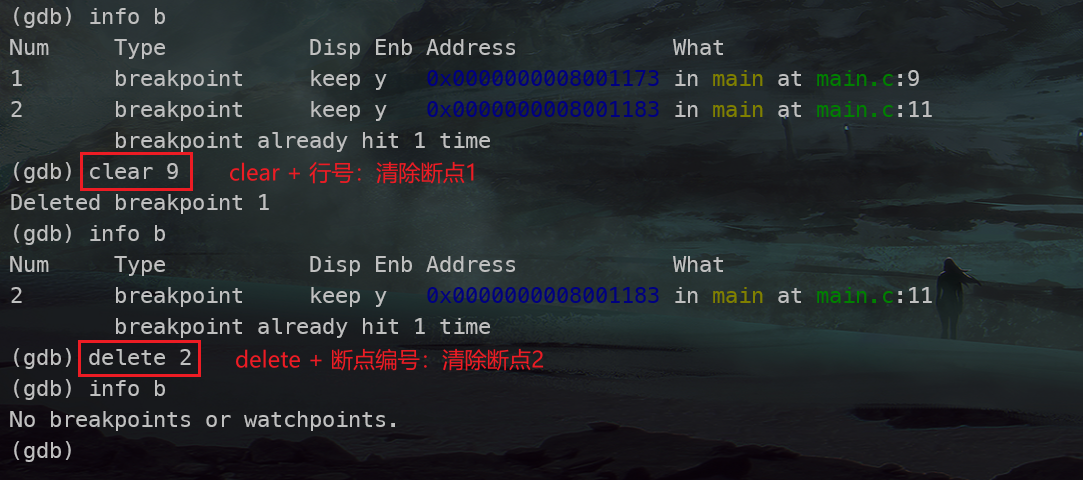 (gdb) info b
Num     Type           Disp Enb Address            What
1       breakpoint     keep y   0x0000000008001173 in main at main.c:9
2       breakpoint     keep y   0x0000000008001183 in main at main.c:11
        breakpoint already hit 1 time
(gdb) clear 9 clear + 行号：清除断点1
Deleted breakpoint 1
(gdb) info b
Num     Type           Disp Enb Address            What
2       breakpoint     keep y   0x0000000008001183 in main at main.c:11
        breakpoint already hit 1 time
(gdb) delete 2 delete + 断点编号：清除断点2
(gdb) info b
No breakpoints or watchpoints.
(gdb)